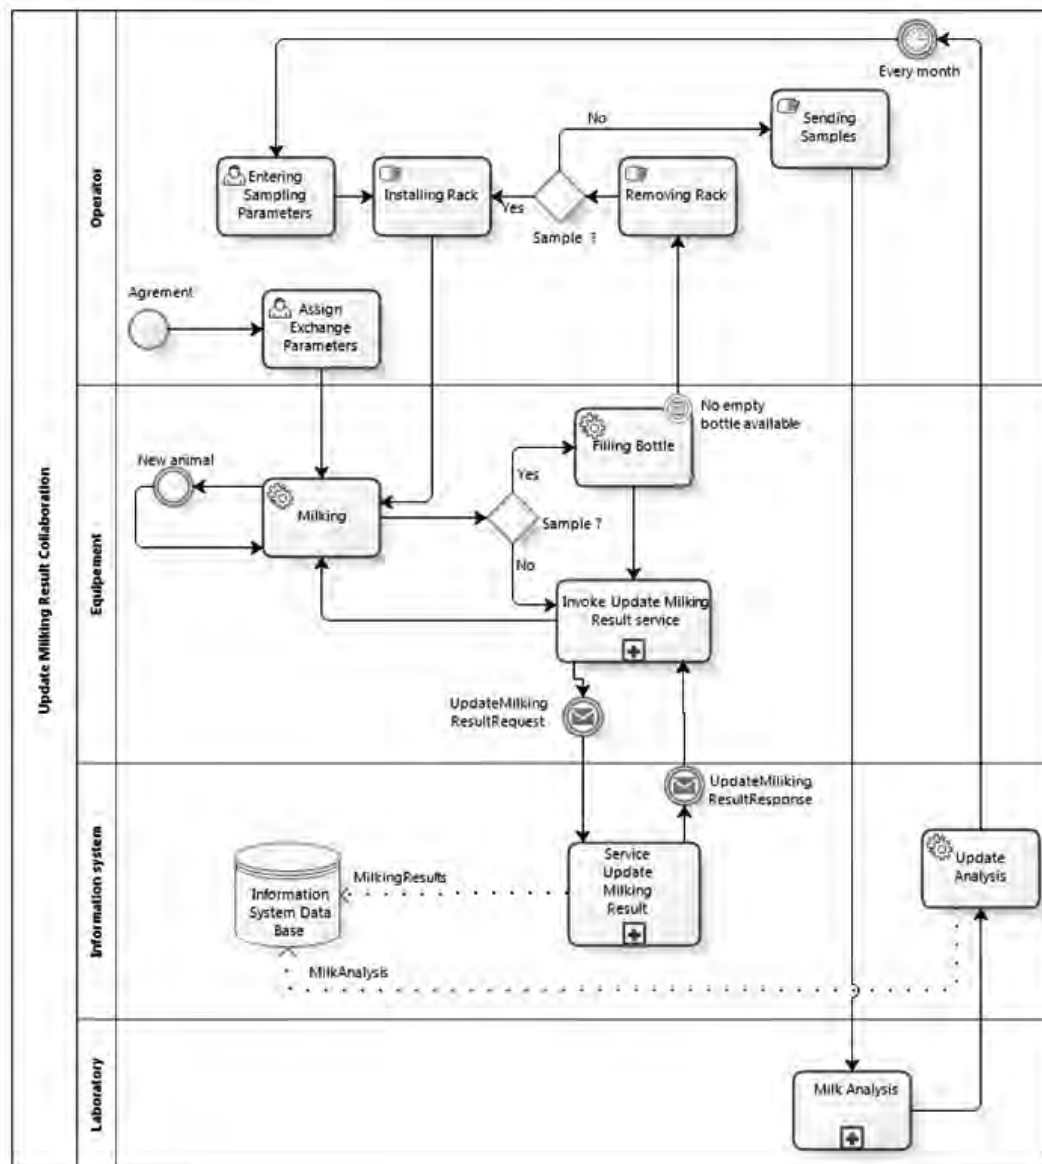 Update Milking Result Collaboration
Operator
Every month
Sending
Samples
No
Entering
Sampling
Parameters
Installing Rack
Yes
Sample ?
Removing Rack
Agrement
Assign
Exchange
Parameters
Equipement
No empty
bottle available
Filling Bottle
New animal
Milking
Yes
Sample ?
No
Invoke Update Milking
Result service
UpdateMilking
ResultRequest
Information system
UpdateMilking
ResultResponse
Service
Update
Milking
Result
Update
Analysis
MilkingResults
Information
System Data
Base
MilkAnalysis
Laboratory
Milk Analysis